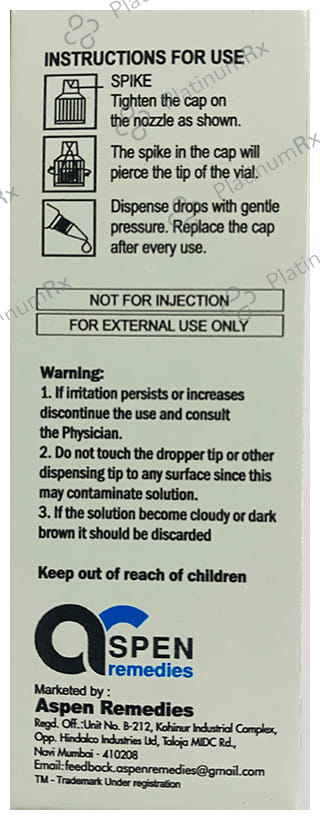 INSTRUCTIONS FOR USE
SPIKE
Tighten the cap on
the nozzle as shown.
The spike in the cap will
pierce the tip of the vial.
Dispense drops with gentle
pressure. Replace the cap
after every use.
NOT FOR INJECTION
FOR EXTERNAL USE ONLY
Warning:
1. If irritation persists or increases
discontinue the use and consult
the Physician.
2. Do not touch the dropper tip or other
dispensing tip to any surface since this
may contaminate solution.
3. If the solution become cloudy or dark
brown it should be discarded
Keep out of reach of children
aSPEN
remedies
Marketed by :
Aspen Remedies
Regd. Off.:Unit No. B-212, Kohinur Industrial Complex,
Opp. Hindalco Industries Ltd, Taloja MIDC Rd.,
Navi Mumbai - 410208
Email:feedback.aspenremedies@gmail.com
TM - Trademark Under registration
PlatinumRx
PlatinumRx
PlatinumRx